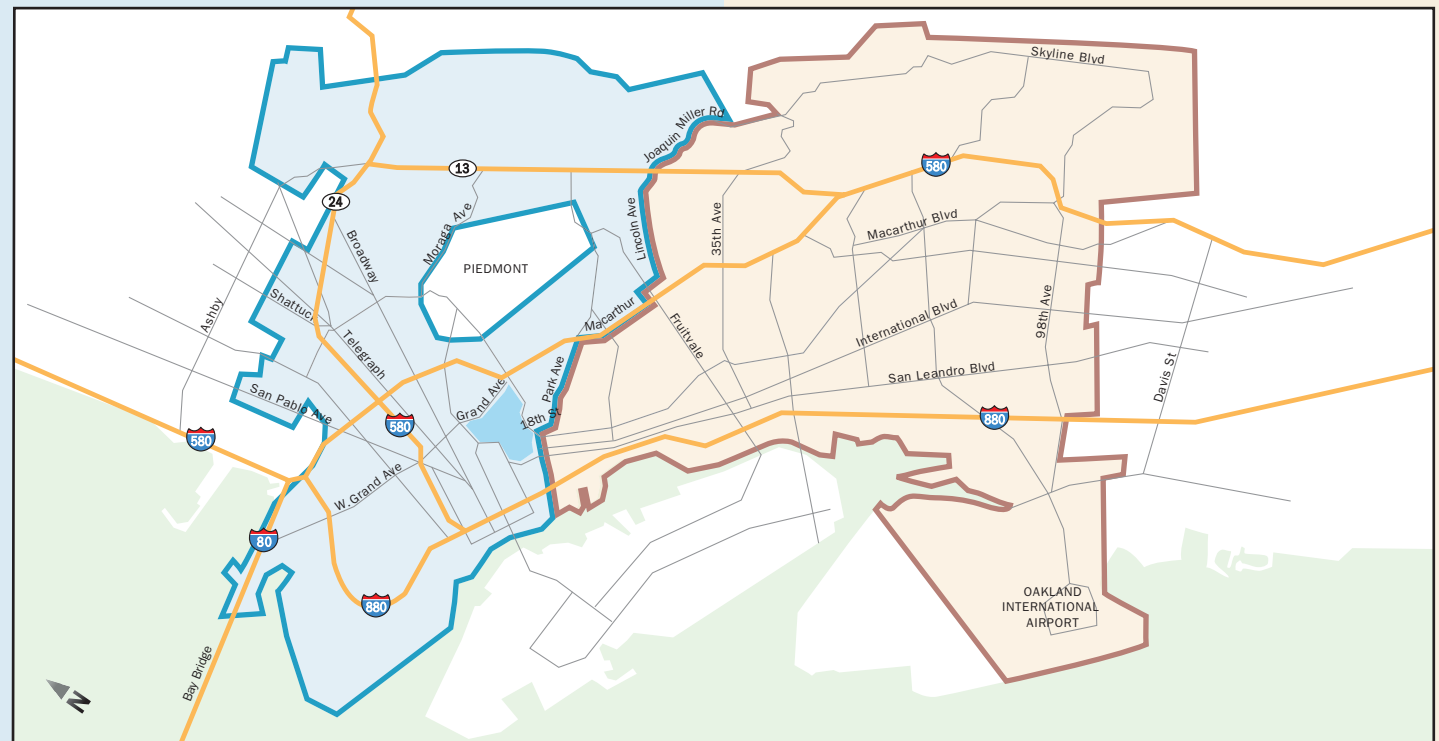 Skyline Blvd
Joaquin Miller Rd
13
580
24
Moraga Ave
Broadway
PIEDMONT
Lincoln Ave
35th Ave
Macarthur Blvd
Ashby
Shattuc
Telegraph
Macarthur
Fruitvale
International Blvd
98th Ave
San Leandro Blvd
Davis St
San Pablo Ave
Grand Ave
Park Ave
18th St
580
580
880
W. Grand Ave
80
880
OAKLAND
INTERNATIONAL
AIRPORT
Bay Bridge
N